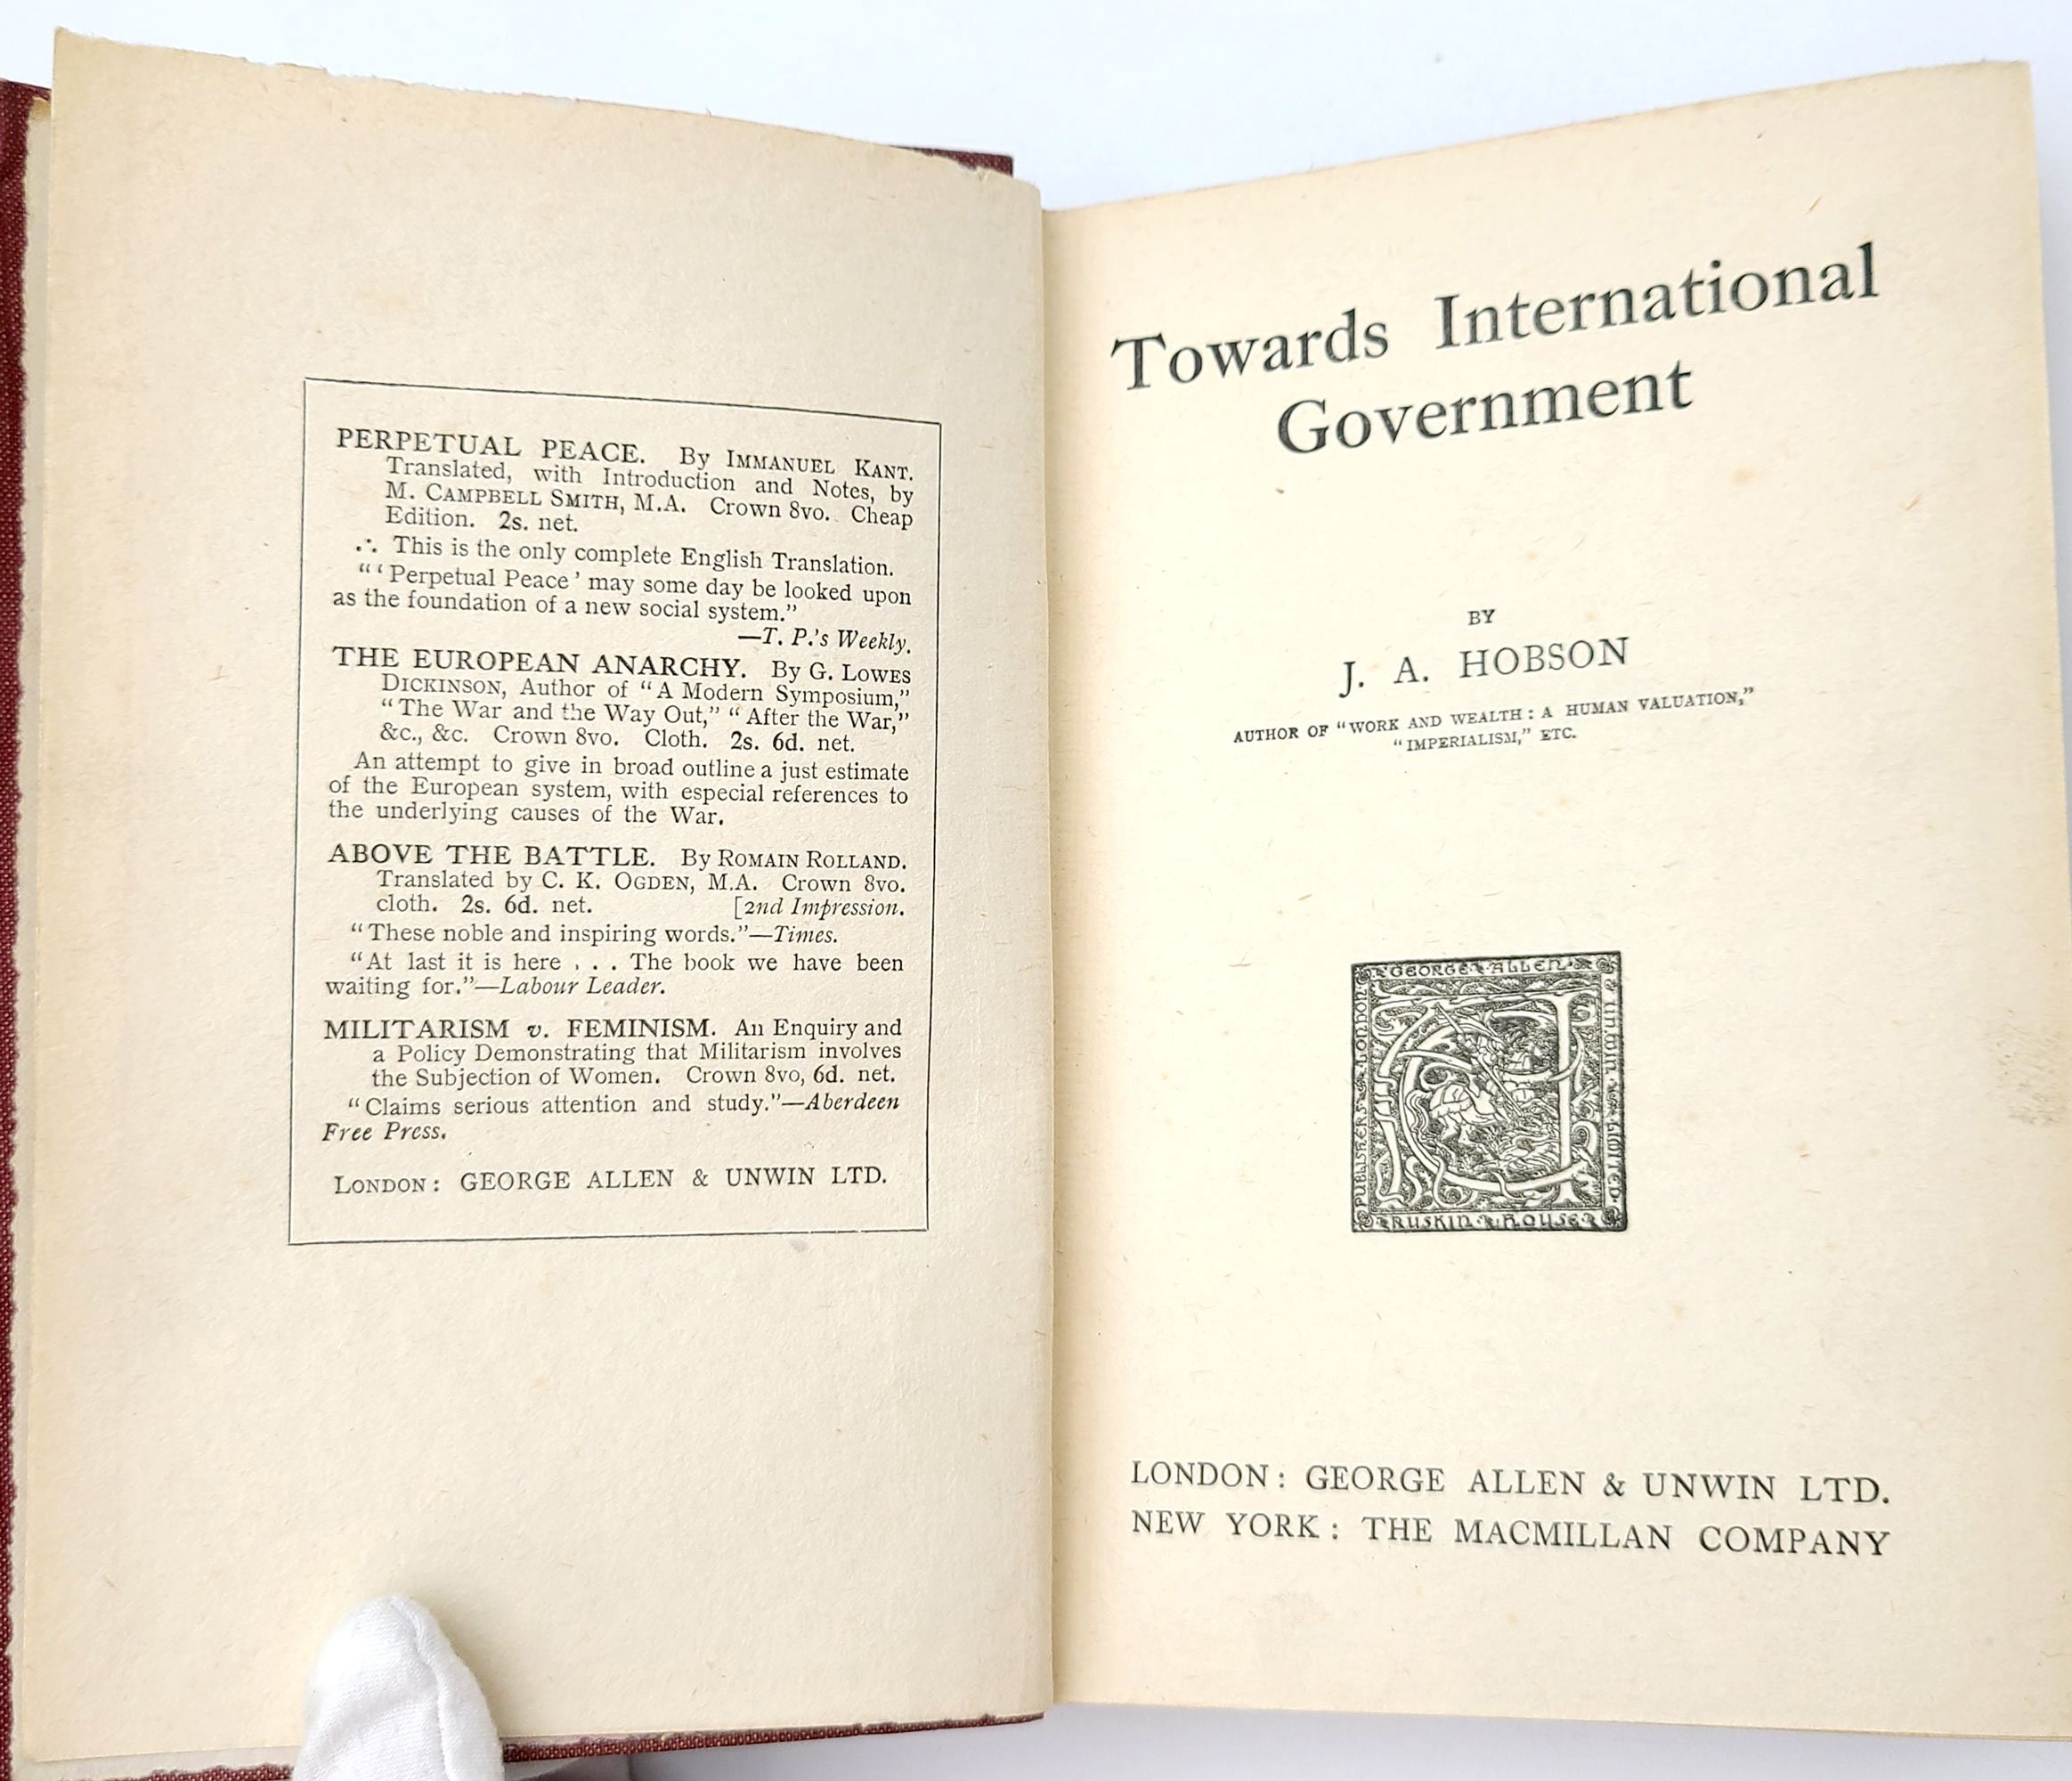 PERPETUAL PEACE. By IMMANUEL KANT.
Translated, with Introduction and Notes, by
M. CAMPBELL SMITH, M.A. Crown 8vo. Cheap
Edition. 2s. net.
∴ This is the only complete English Translation.
“‘Perpetual Peace’ may some day be looked upon
as the foundation of a new social system.”
—T. P.'s Weekly.
THE EUROPEAN ANARCHY. By G. LOWES
DICKINSON, Author of “A Modern Symposium,”
“The War and the Way Out,” “After the War,”
&c., &c. Crown 8vo. Cloth. 2s. 6d. net.
An attempt to give in broad outline a just estimate
of the European system, with especial references to
the underlying causes of the War.
ABOVE THE BATTLE. By ROMAIN ROLLAND.
Translated by C. K. OGDEN, M.A. Crown 8vo.
cloth. 2s. 6d. net. [2nd Impression.
“These noble and inspiring words.”—Times.
“At last it is here . . . The book we have been
waiting for.”—Labour Leader.
MILITARISM v. FEMINISM. An Enquiry and
a Policy Demonstrating that Militarism involves
the Subjection of Women. Crown 8vo, 6d. net.
“Claims serious attention and study.”—Aberdeen
Free Press.
LONDON: GEORGE ALLEN & UNWIN LTD.
Towards International
Government
BY
J. A. HOBSON
AUTHOR OF “WORK AND WEALTH: A HUMAN VALUATION,”
“IMPERIALISM,” ETC.
GEORGE ALLEN
& UNWIN LIMITED
RUSKIN HOUSE
PUBLISHERS LONDON
LONDON: GEORGE ALLEN & UNWIN LTD.
NEW YORK: THE MACMILLAN COMPANY